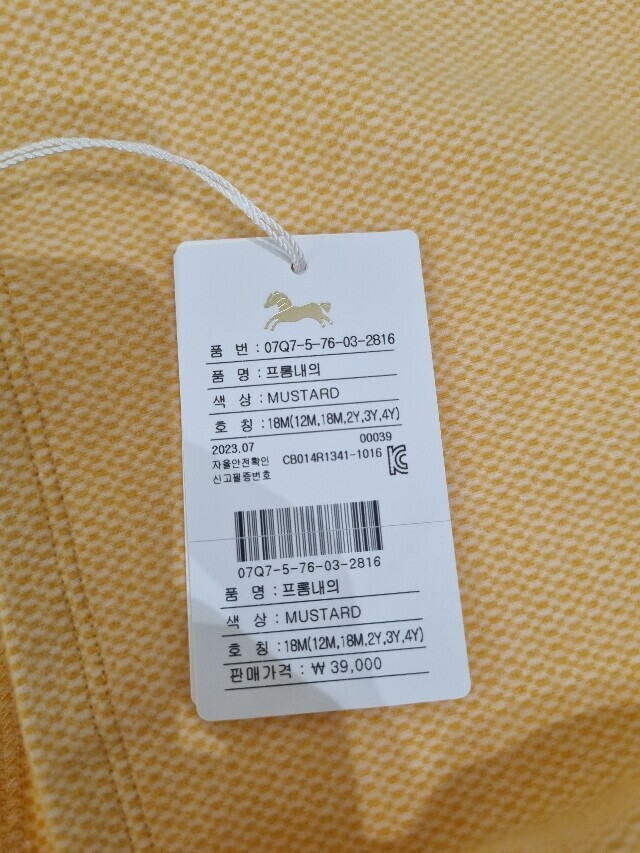 품 번 : 07Q7-5-76-03-2816
품 명 : 프롬내의
색 상 : MUSTARD
호 칭 : 18M(12M,18M,2Y,3Y,4Y)
2023.07 00039
자율안전확인 CB014R1341-1016
신고필증번호
07Q7-5-76-03-2816
품 명 : 프롬내의
색 상 : MUSTARD
호 칭 : 18M(12M,18M,2Y,3Y,4Y)
판매가격 : ₩ 39,000